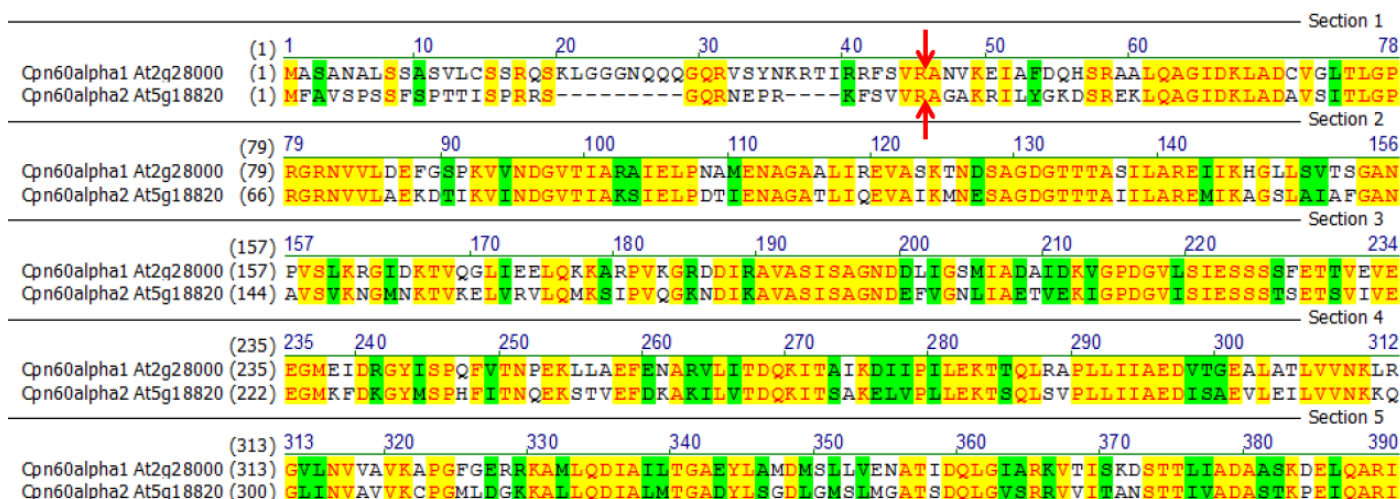 Section 1
(1) 1 10 20 30 40 50 60 78
Cpn60alpha1 At2g28000 (1) MASANALSSASVLCSSRQSKLGGGNQQQGQRVSYNKRTIRRFSVRANVKEIAFDQHSRAALQAGIDKLADCVGLTLGP
Cpn60alpha2 At5g18820 (1) MFAVSPSSFSPTTISPRRS---------GQRNEPR----KFSVVRAGAKRILYGKDSREKLQAGIDKLADAVSITLGP
Section 2
(79) 79 90 100 110 120 130 140 156
Cpn60alpha1 At2g28000 (79) RGRNVVLDEFGSPKVVNDGVTIARAIELPNAMENAGAALIREVASKTNDSAGDGTTTASILAREIIKHGLLSVTSGAN
Cpn60alpha2 At5g18820 (66) RGRNVVLAEKDTIKVINDGVTIAKSIELPDTIENAGATLIQEVAIKMNESAGDGTTTAIILAREMIKAGSLAIAFGAN
Section 3
(157) 157 170 180 190 200 210 220 234
Cpn60alpha1 At2g28000 (157) PVSLKRGIDKTVQGLIEELQKKARPVKGRDDIRAVASISAGNDDLIGSMIADAIDKVGPDGVLSIESSSSFETTVEVE
Cpn60alpha2 At5g18820 (144) AVSVKNGMNKTVKELVRVLQMKSIPVQGKNDIKAVASISAGNDEFVGNLIAETVEKIGPDGVISIESSSTSETSVIVE
Section 4
(235) 235 240 250 260 270 280 290 300 312
Cpn60alpha1 At2g28000 (235) EGMEIDRGYISPQFVTNPEKLLAEFENARVLITDQKITAIKDIIPILEKTTQLRAPLLIIAEDVTGEALATLVVNKLR
Cpn60alpha2 At5g18820 (222) EGMKFDKGYMSPHFITNQEKSTVEFDKAKILVTDQKITSAKELVPLLEKTSQLSVPLLIIAEDISAEVLEILVVNKKQ
Section 5
(313) 313 320 330 340 350 360 370 380 390
Cpn60alpha1 At2g28000 (313) GVLNVVAVKAPGFGERRKAMLQDIAILTGAEYLAMDMSLLVENATIDQLGIARKVTISKDSTTLIADAASKDELQARI
Cpn60alpha2 At5g18820 (300) GLINVAVVKCPGMLDGKKALLQDIALMTGADYLSGDLGMSLMGATSDQLGVSRRVVITANSTTIVADASTKPEIQARI